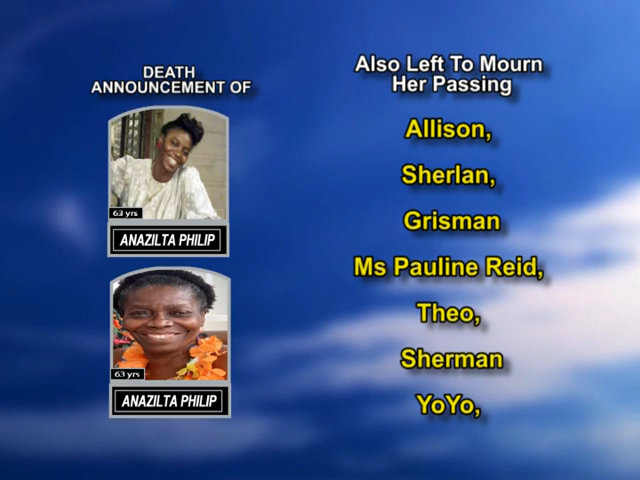 DEATH
ANNOUNCEMENT OF
63 yrs
ANAZILTA PHILIP
63 yrs
ANAZILTA PHILIP
Also Left To Mourn
Her Passing
Allison,
Sherlan,
Grisman
Ms Pauline Reid,
Theo,
Sherman
YoYo,